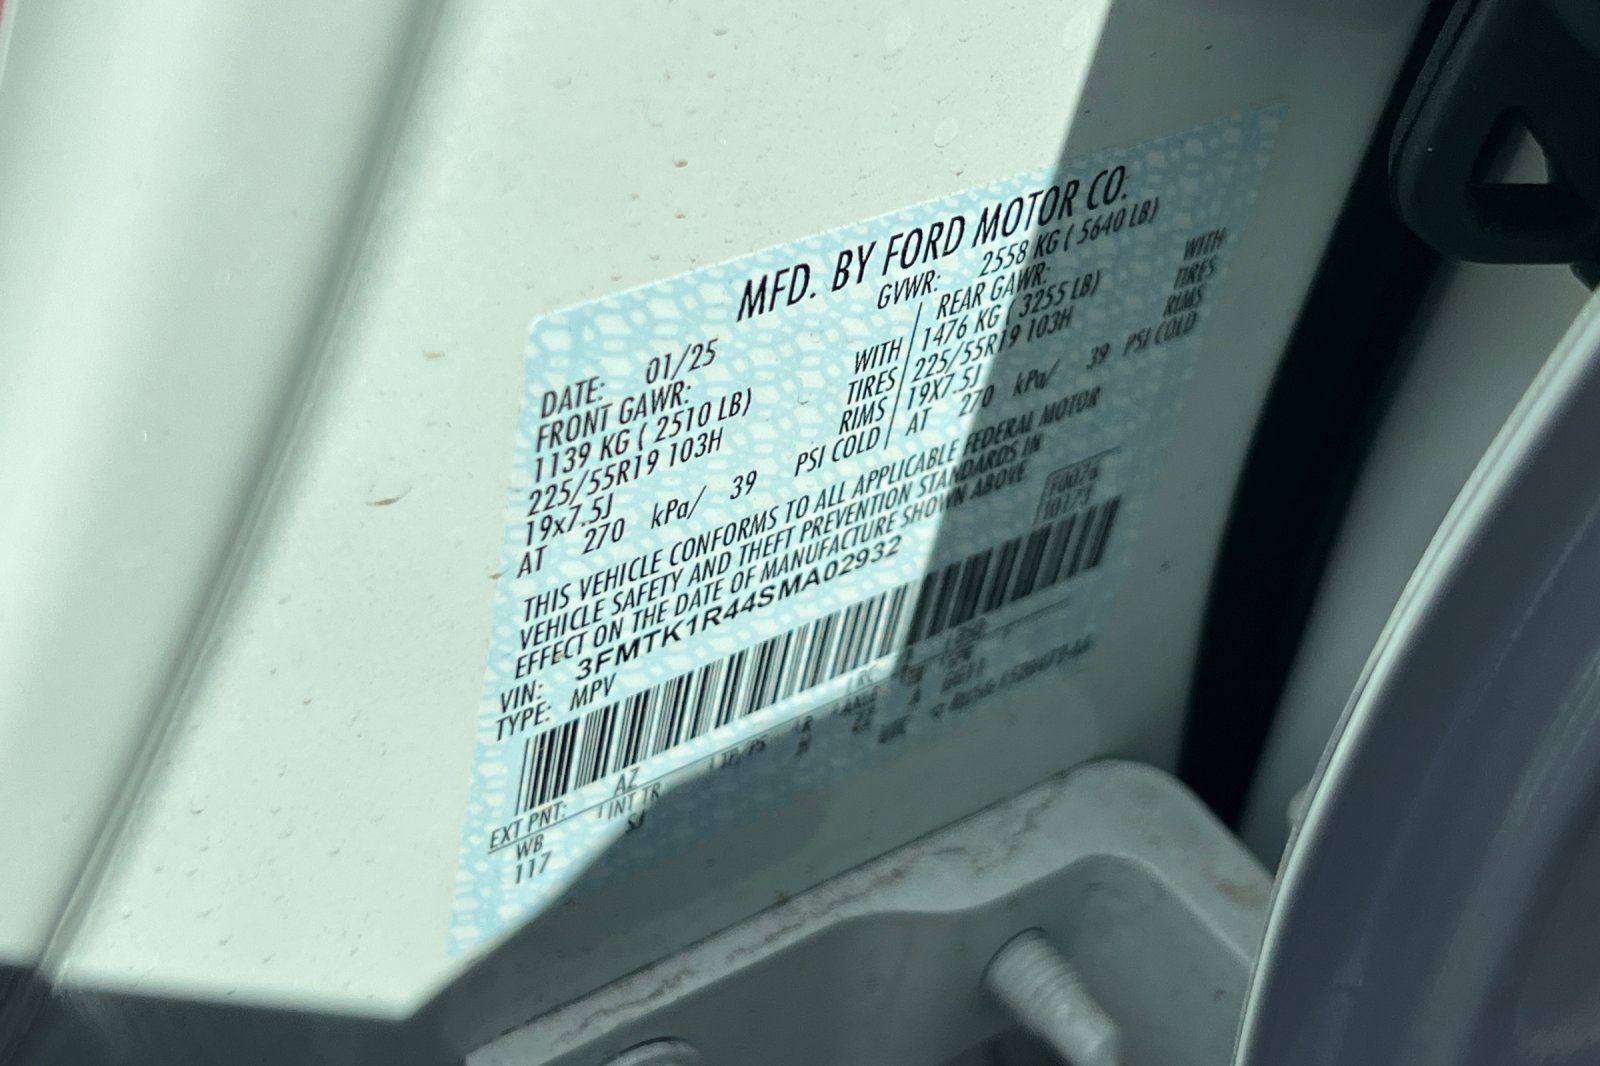 MFD. BY FORD MOTOR CO.
DATE: 01/25 GVWR: 2558 KG ( 5640 LB)
FRONT GAWR: REAR GAWR:
1139 KG ( 2510 LB) WITH 1476 KG ( 3255 LB) WITH
225/55R19 103H TIRES 225/55R19 103H TIRES
19x7.5J RIMS 19X7.5J RIMS
AT 270 kPa/ 39 PSI COLD AT 270 kPa/ 39 PSI COLD
THIS VEHICLE CONFORMS TO ALL APPLICABLE FEDERAL MOTOR
VEHICLE SAFETY AND THEFT PREVENTION STANDARDS IN
EFFECT ON THE DATE OF MANUFACTURE SHOWN ABOVE
VIN: 3FMTK1R44SMA02932
TYPE: MPV
EXT PNT: AZ
WB INT TR TP/PS R AXLE
117 SJ